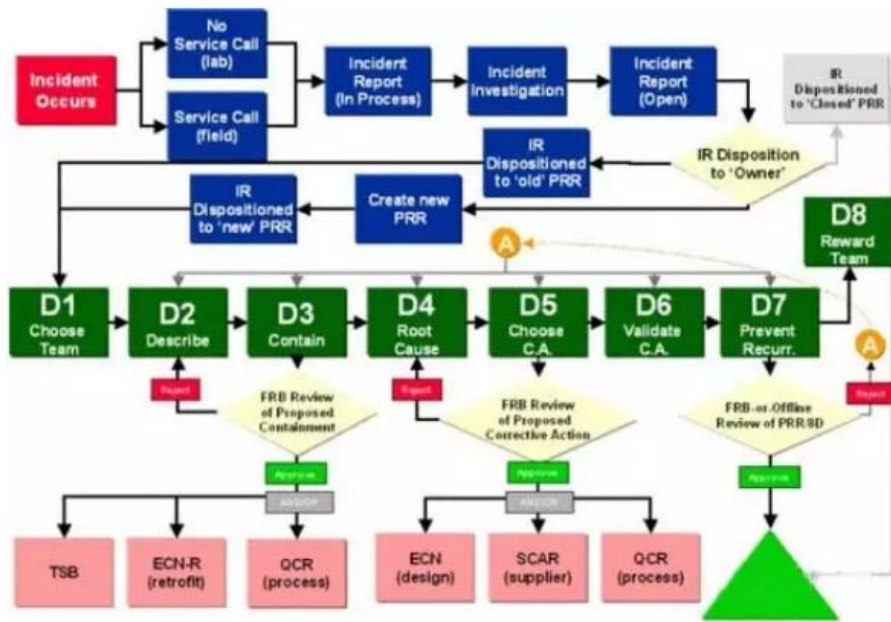 No
Service Call
(lab)
Incident
Occurs
Service Call
(field)
Incident
Report
(In Process)
Incident
Investigation
Incident
Report
(Open)
IR
Dispositioned
to 'Closed' PRR
IR Disposition
to 'Owner'
IR
Dispositioned
to 'old' PRR
Create new
PRR
IR
Dispositioned
to 'new' PRR
D8
Reward
Team
A
D1
Choose
Team
D2
Describe
D3
Contain
D4
Root
Cause
D5
Choose
C.A.
D6
Validate
C.A.
D7
Prevent
Recurr.
A
Reject
FRB Review
of Proposed
Containment
Reject
FRB Review
of Proposed
Corrective Action
FRB-or-Offline
Review of PRR/8D
Reject
Approve
Approve
Approve
AND/OR
AND/OR
TSB
ECN-R
(retrofit)
QCR
(process)
ECN
(design)
SCAR
(supplier)
QCR
(process)